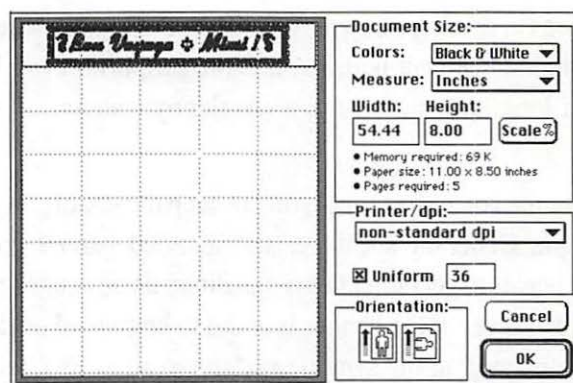 Bon Voyage ✧ Mimi!
Document Size:
Colors: Black & White
Measure: Inches
Width: Height:
54.44 8.00 Scale%
• Memory required: 69 K
• Paper size: 11.00 x 8.50 inches
• Pages required: 5
Printer/dpi:
non-standard dpi
Uniform 36
Orientation:
Cancel
OK